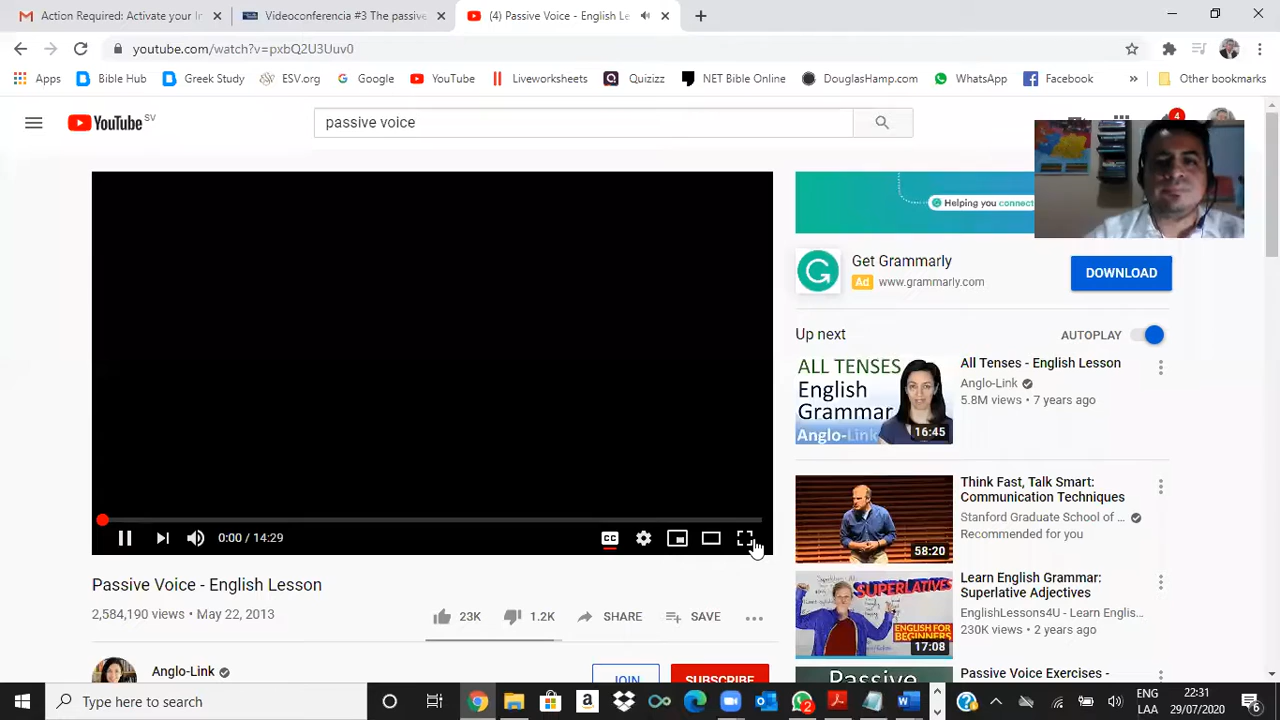 Action Required: Activate your In
Videoconferencia #3 The passive
(4) Passive Voice - English Le
youtube.com/watch?v=pxbQ2U3Uuv0
Apps
Bible Hub
Greek Study
ESV.org
Google
YouTube
Liveworksheets
Quizizz
NET Bible Online
DouglasHamp.com
WhatsApp
Facebook
»
Other bookmarks
YouTube SV
passive voice
4
Helping you connect
Get Grammarly
Ad www.grammarly.com
DOWNLOAD
Up next
AUTOPLAY
ALL TENSES
English
Grammar
Anglo-Link
16:45
All Tenses - English Lesson
Anglo-Link
5.8M views • 7 years ago
58:20
Think Fast, Talk Smart:
Communication Techniques
Stanford Graduate School of ...
Recommended for you
SUPERLATIVES
ENGLISH FOR
BEGINNERS
17:08
Learn English Grammar:
Superlative Adjectives
EnglishLessons4U - Learn Englis...
230K views • 2 years ago
Passive
Passive Voice Exercises -
0:00 / 14:29
CC
Passive Voice - English Lesson
2,584,190 views • May 22, 2013
23K
1.2K
SHARE
SAVE
Anglo-Link
JOIN
SUBSCRIBE
Type here to search
2
ENG
LAA
22:31
29/07/2020
6